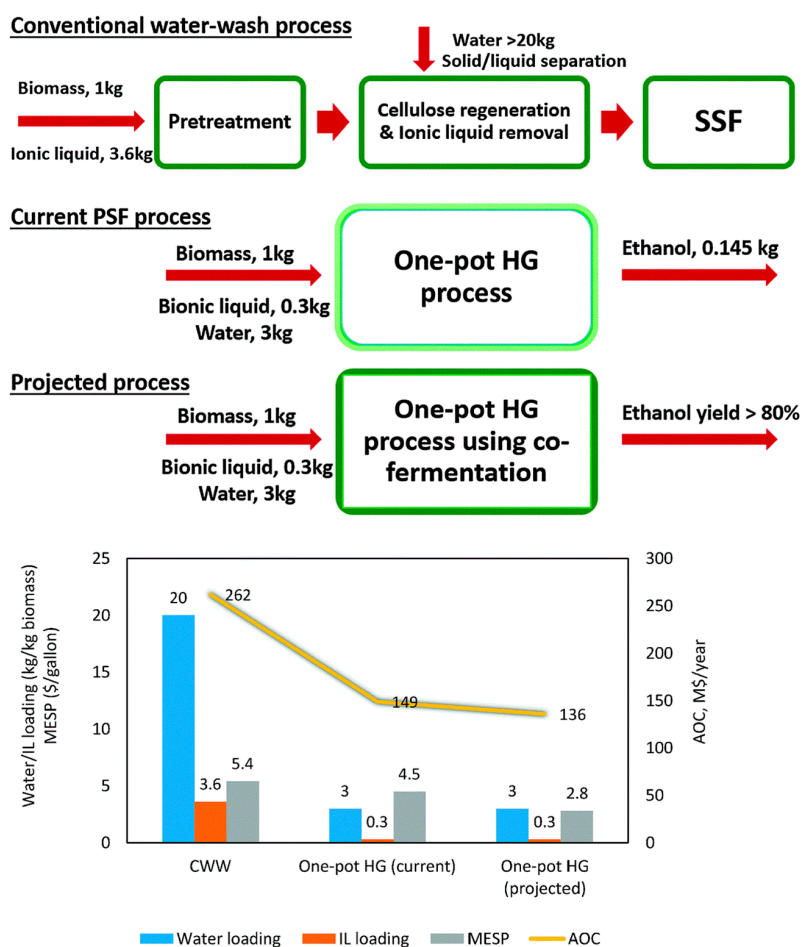 Conventional water-wash process
Water >20kg
Solid/liquid separation
Biomass, 1kg
Ionic liquid, 3.6kg
Pretreatment
Cellulose regeneration
& Ionic liquid removal
SSF
Current PSF process
Biomass, 1kg
Bionic liquid, 0.3kg
Water, 3kg
One-pot HG
process
Ethanol, 0.145 kg
Projected process
Biomass, 1kg
Bionic liquid, 0.3kg
Water, 3kg
One-pot HG
process using co-
fermentation
Ethanol yield > 80%
Water/IL loading (kg/kg biomass)
MESP ($/gallon)
25
20
15
10
5
0
20
3.6
5.4
262
3
0.3
4.5
149
3
0.3
2.8
136
300
250
200
150
100
50
0
AOC, M$/year
CWW
One-pot HG (current)
One-pot HG
(projected)
Water loading
IL loading
MESP
AOC